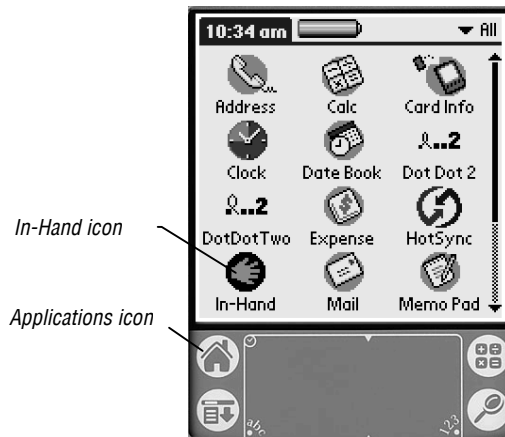 10:34 am All
Address Calc Card Info
Clock Date Book Dot Dot 2
DotDotTwo Expense HotSync
In-Hand Mail Memo Pad
In-Hand icon
Applications icon
abc 123